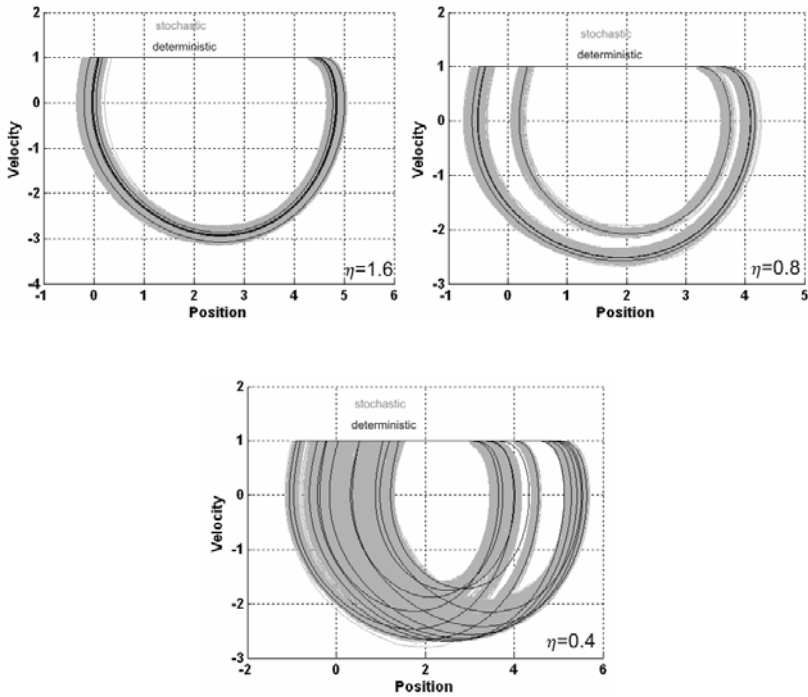 2
stochastic
deterministic
1
0
-1
-2
-3
-4
Velocity
η=1.6
-1 0 1 2 3 4 5 6
Position
2
stochastic
deterministic
1
0
-1
-2
-3
Velocity
η=0.8
-1 0 1 2 3 4 5
Position
2
stochastic
deterministic
1
0
-1
-2
-3
Velocity
η=0.4
-2 0 2 4 6
Position